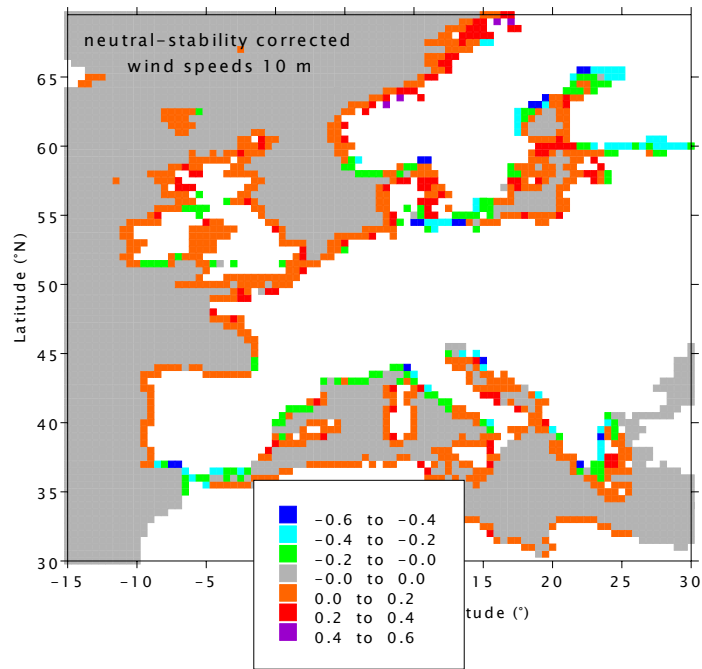 neutral-stability corrected
wind speeds 10 m
65
60
55
50
45
40
35
30
Latitude (°N)
-15
-5
15
20
25
30
tude (°)
-0.6 to -0.4
-0.4 to -0.2
-0.2 to -0.0
-0.0 to 0.0
0.0 to 0.2
0.2 to 0.4
0.4 to 0.6